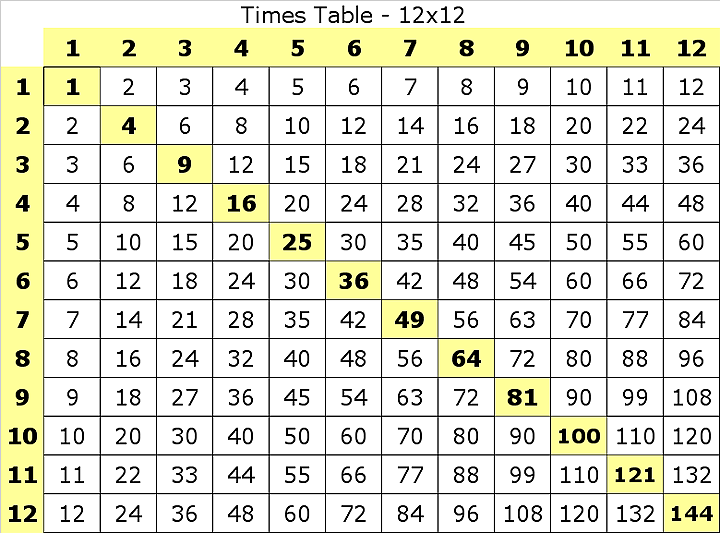 Times Table - 12x12
1 2 3 4 5 6 7 8 9 10 11 12
1 1 2 3 4 5 6 7 8 9 10 11 12
2 2 4 6 8 10 12 14 16 18 20 22 24
3 3 6 9 12 15 18 21 24 27 30 33 36
4 4 8 12 16 20 24 28 32 36 40 44 48
5 5 10 15 20 25 30 35 40 45 50 55 60
6 6 12 18 24 30 36 42 48 54 60 66 72
7 7 14 21 28 35 42 49 56 63 70 77 84
8 8 16 24 32 40 48 56 64 72 80 88 96
9 9 18 27 36 45 54 63 72 81 90 99 108
10 10 20 30 40 50 60 70 80 90 100 110 120
11 11 22 33 44 55 66 77 88 99 110 121 132
12 12 24 36 48 60 72 84 96 108 120 132 144